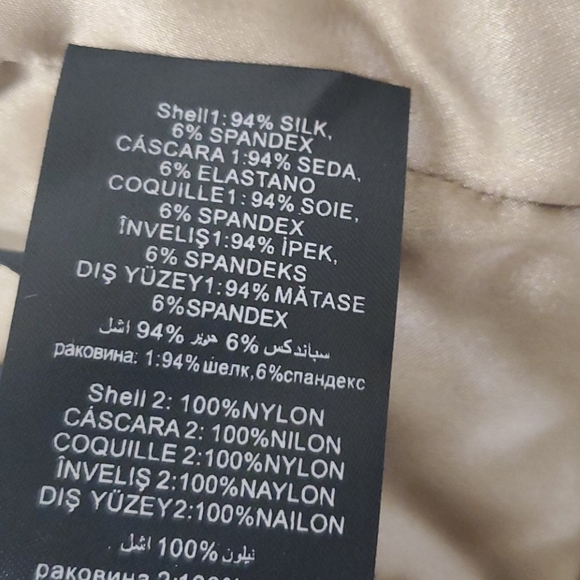 Shell1: 94% SILK,
6% SPANDEX
CÁSCARA 1:94% SEDA,
6% ELASTANO
COQUILLE1: 94% SOIE,
6% SPANDEX
ÎNVELIŞ1:94% İPEK,
6% SPANDEKS
DIŞ YÜZEY1:94% MĂTASE
6%SPANDEX
اشل 94% حرير 6% سباندكس
раковина: 1:94%шелк,6%спандекс
Shell 2: 100%NYLON
CÁSCARA 2: 100%NILON
COQUILLE 2:100%NYLON
ÎNVELIŞ 2:100%NAYLON
DIŞ YÜZEY2:100%NAILON
اشل 100% نيلون
раковина 2:100%